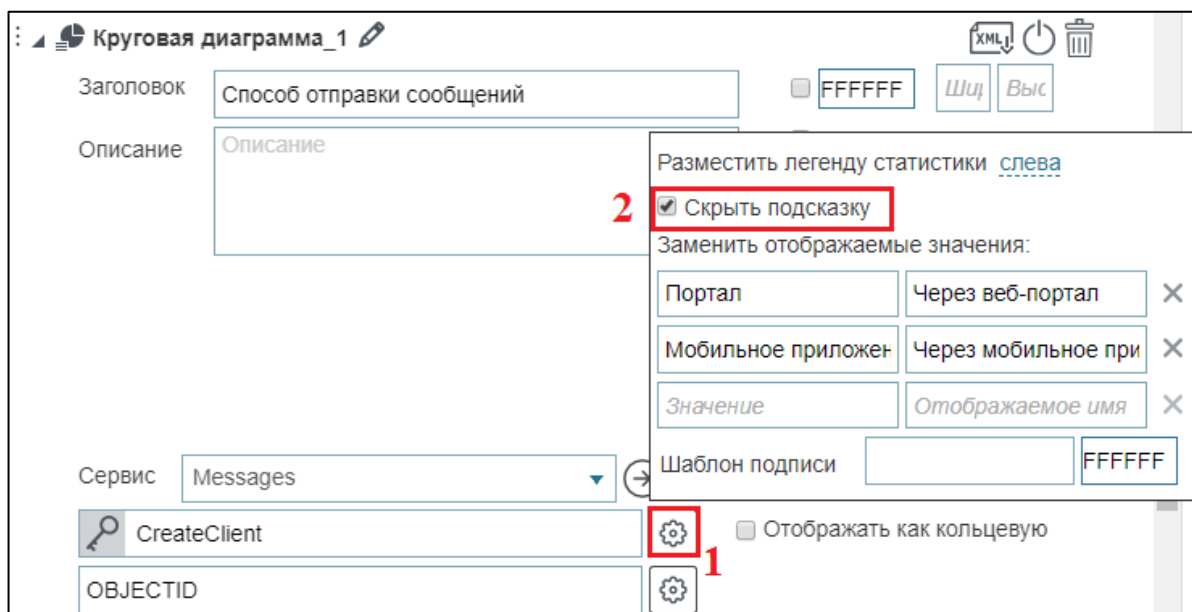 Круговая диаграмма_1
XML
Заголовок
Способ отправки сообщений
FFFFFF
Шир
Выс
Описание
Описание
Разместить легенду статистики слева
2
Скрыть подсказку
Заменить отображаемые значения:
Портал
Через веб-портал
Мобильное приложен
Через мобильное при
Значение
Отображаемое имя
Шаблон подписи
FFFFFF
Сервис
Messages
CreateClient
1
Отображать как кольцевую
OBJECTID